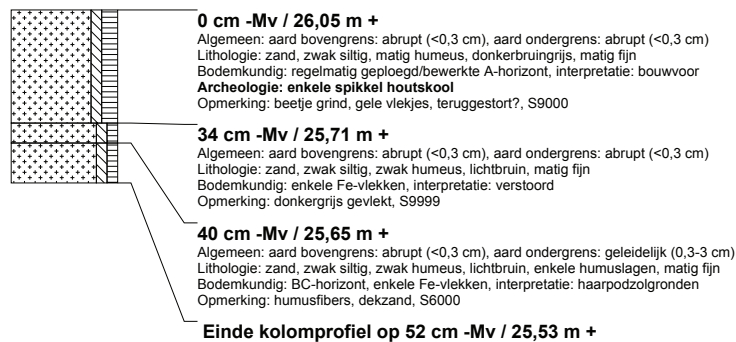 0 cm -Mv / 26,05 m +
Algemeen: aard bovengrens: abrupt (<0,3 cm), aard ondergrens: abrupt (<0,3 cm)
Lithologie: zand, zwak siltig, matig humeus, donkerbruingrijs, matig fijn
Bodemkundig: regelmatig geploegd/bewerkte A-horizont, interpretatie: bouwvoor
Archeologie: enkele spikkel houtskool
Opmerking: beetje grind, gele vlekjes, teruggestort?, S9000
34 cm -Mv / 25,71 m +
Algemeen: aard bovengrens: abrupt (<0,3 cm), aard ondergrens: abrupt (<0,3 cm)
Lithologie: zand, zwak siltig, zwak humeus, lichtbruin, matig fijn
Bodemkundig: enkele Fe-vlekken, interpretatie: verstoord
Opmerking: donkergrijs gevlekt, S9999
40 cm -Mv / 25,65 m +
Algemeen: aard bovengrens: abrupt (<0,3 cm), aard ondergrens: geleidelijk (0,3-3 cm)
Lithologie: zand, zwak siltig, zwak humeus, lichtbruin, enkele humuslagen, matig fijn
Bodemkundig: BC-horizont, enkele Fe-vlekken, interpretatie: haarpodzolgronden
Opmerking: humusfibers, dekzand, S6000
Einde kolomprofiel op 52 cm -Mv / 25,53 m +